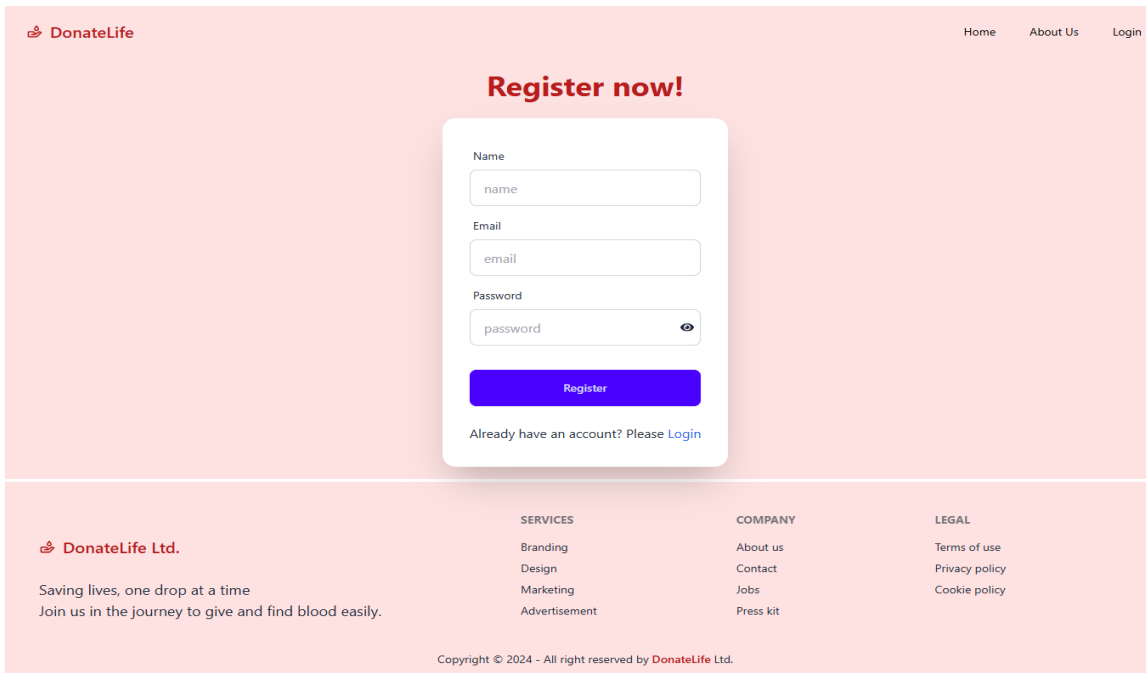 DonateLife
Home
About Us
Login
Register now!
Name
name
Email
email
Password
password
Register
Already have an account? Please Login
DonateLife Ltd.
Saving lives, one drop at a time
Join us in the journey to give and find blood easily.
SERVICES
Branding
Design
Marketing
Advertisement
COMPANY
About us
Contact
Jobs
Press kit
LEGAL
Terms of use
Privacy policy
Cookie policy
Copyright © 2024 - All right reserved by DonateLife Ltd.